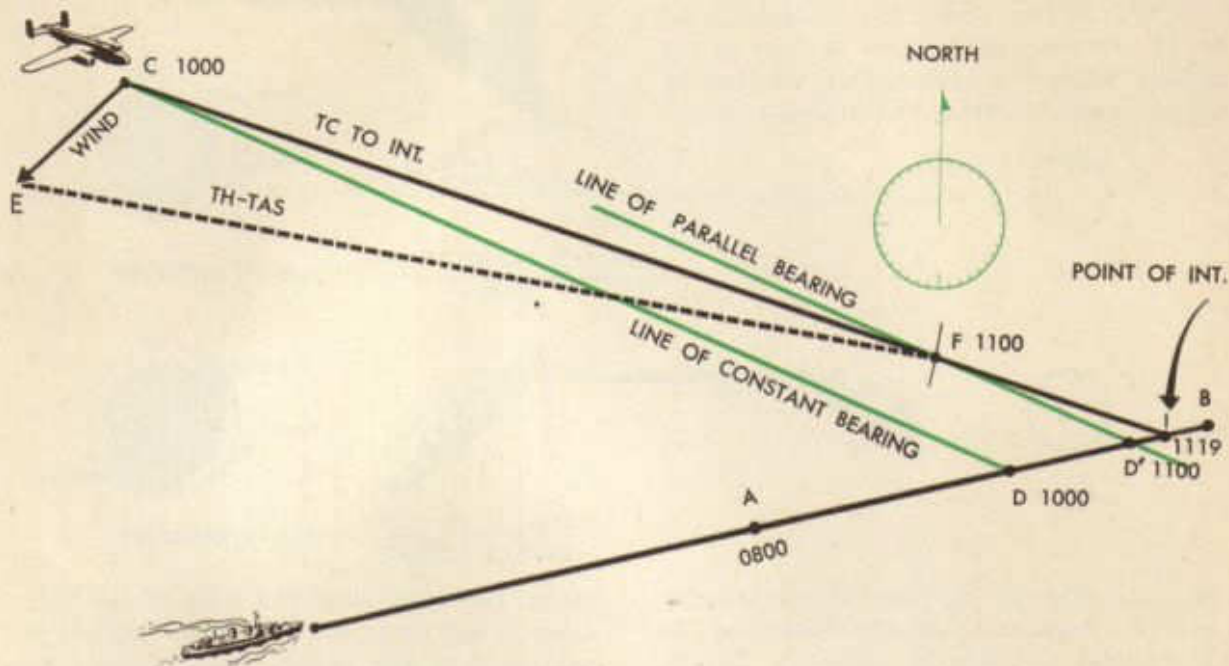 C 1000
NORTH
WIND
TC TO INT.
E
TH-TAS
LINE OF PARALLEL BEARING
POINT OF INT.
LINE OF CONSTANT BEARING
F 1100
B
I
1119
D' 1100
D 1000
A
0800